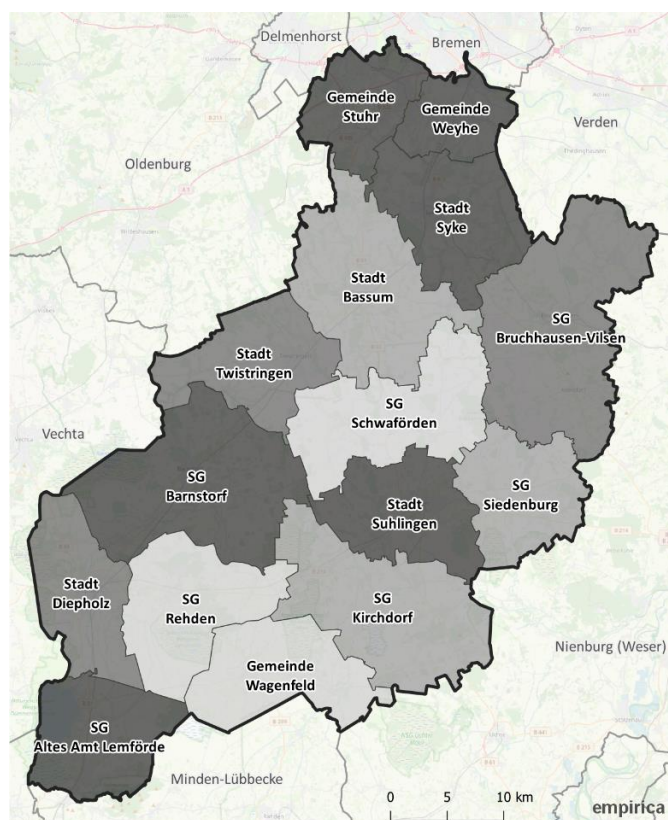 Delmenhorst
Bremen
Gemeinde
Stuhr
Gemeinde
Weyhe
Verden
Oldenburg
Stadt
Syke
Stadt
Bassum
SG
Bruchhausen-Vilsen
Stadt
Twistringen
SG
Schwaförden
Vechta
SG
Barnstorf
SG
Siedenburg
Stadt
Suhlingen
Stadt
Diepholz
SG
Rehden
SG
Kirchdorf
Nienburg (Weser)
Gemeinde
Wagenfeld
SG
Altes Amt Lemförde
Minden-Lübbecke
0 5 10 km
empirica